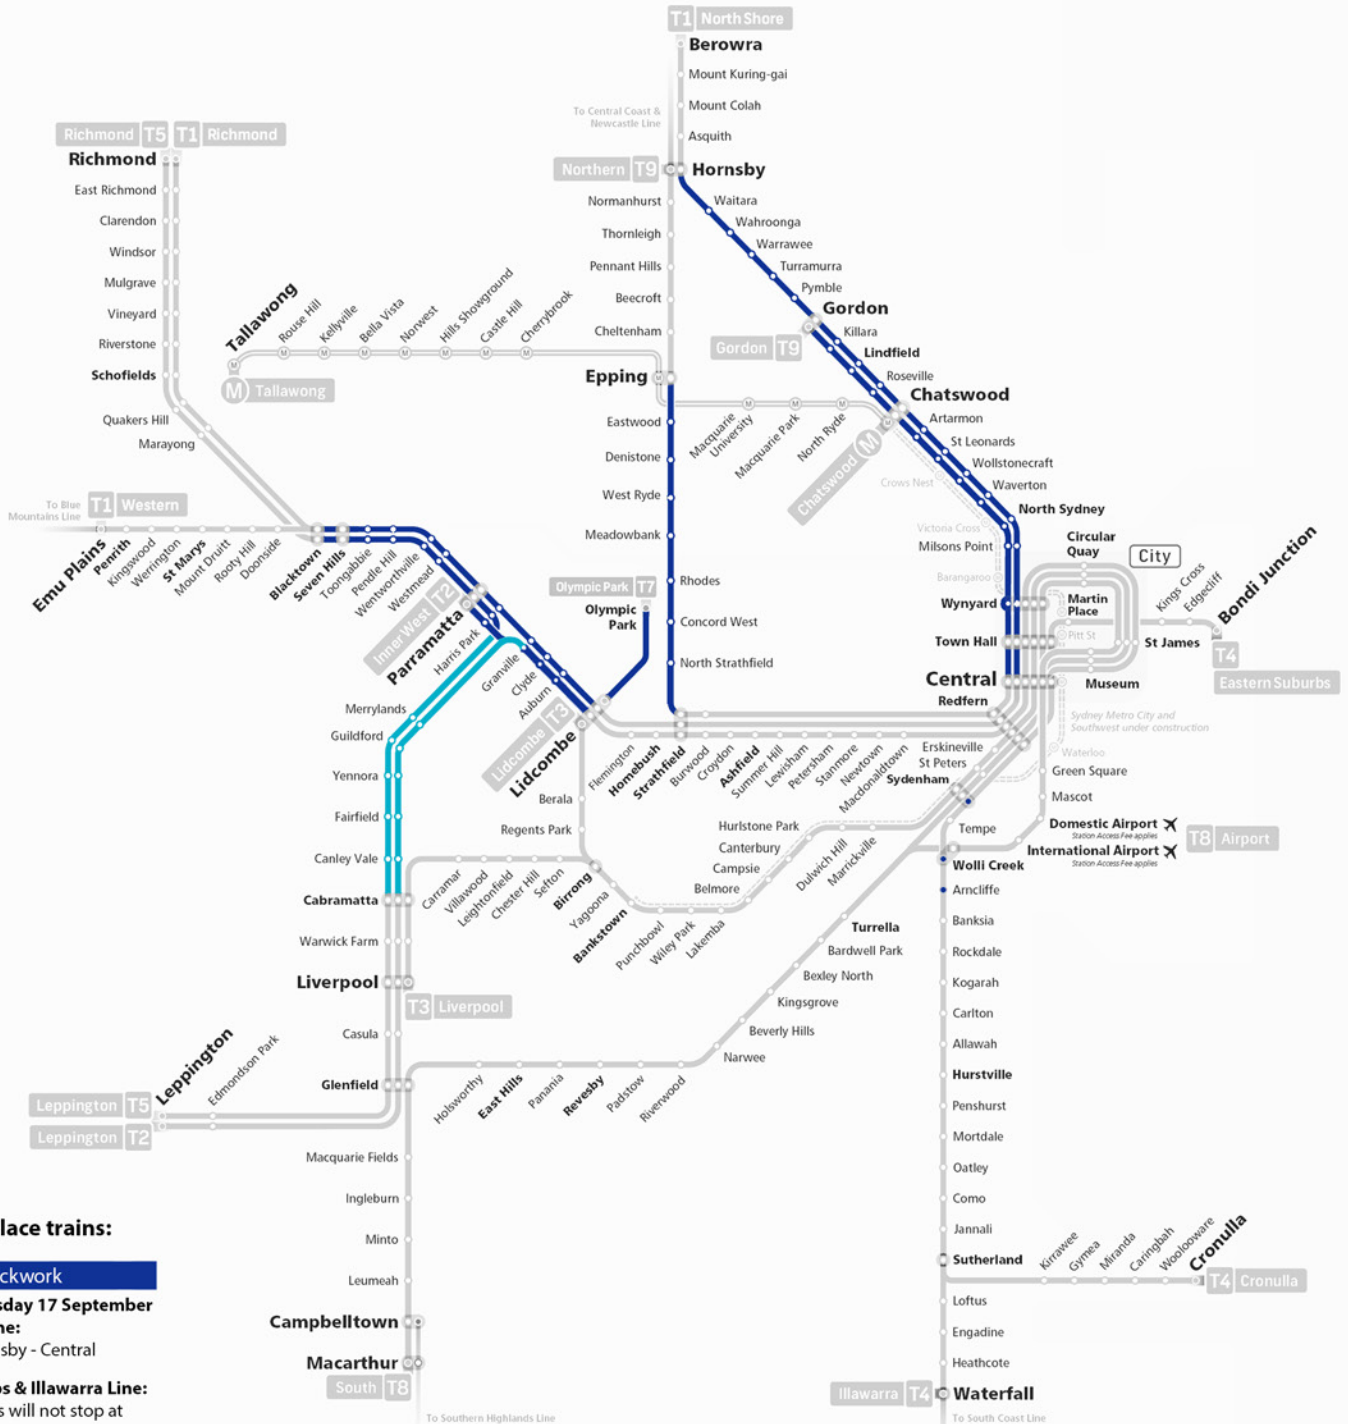 T1 North Shore
Berowra
Mount Kuring-gai
Mount Colah
To Central Coast &
Newcastle Line
Asquith
Northern T9
Hornsby
Richmond T5 T1 Richmond
Richmond
East Richmond
Clarendon
Windsor
Mulgrave
Vineyard
Riverstone
Schofields
Quakers Hill
Marayong
Normanhurst
Thornleigh
Pennant Hills
Beecroft
Cheltenham
Epping
Waitara
Wahroonga
Warrawee
Turramurra
Pymble
Gordon
Gordon T9
Killara
Lindfield
Roseville
Chatswood
Tallawong
Rouse Hill
Kellyville
Bella Vista
Norwest
Hills Showground
Castle Hill
Cherrybrook
M Tallawong
Eastwood
Denistone
West Ryde
Meadowbank
Rhodes
Concord West
North Strathfield
Macquarie
University
Macquarie Park
North Ryde
Chatswood M
Artarmon
St Leonards
Wollstonecraft
Waverton
North Sydney
Crows Nest
Victoria Cross
Milsons Point
Barangaroo
Wynyard
Town Hall
Central
Redfern
Circular
Quay
City
Martin
Place
Pitt St
St James
Museum
Kings Cross
Edgecliff
Bondi Junction
T4
Eastern Suburbs
Sydney Metro City and
Southwest under construction
Waterloo
To Blue
Mountains Line
T1 Western
Emu Plains
Penrith
Kingswood
Werrington
St Marys
Mount Druitt
Rooty Hill
Doonside
Blacktown
Seven Hills
Toongabbie
Pendle Hill
Wentworthville
Westmead
Inner West T2
Parramatta
Harris Park
Granville
Clyde
Auburn
Lidcombe T3
Lidcombe
Olympic Park T7
Olympic
Park
Merrylands
Guildford
Yennora
Fairfield
Canley Vale
Cabramatta
Warwick Farm
Liverpool
T3 Liverpool
Casula
Glenfield
Leppington
Edmondson Park
Leppington T5
Leppington T2
Flemington
Homebush
Strathfield
Burwood
Croydon
Ashfield
Summer Hill
Lewisham
Petersham
Stanmore
Newtown
Macdonaldtown
Erskineville
St Peters
Sydenham
Berala
Regents Park
Carramar
Villawood
Leightonfield
Chester Hill
Sefton
Birrong
Yagoona
Bankstown
Punchbowl
Wiley Park
Lakemba
Belmore
Campsie
Canterbury
Hurlstone Park
Dulwich Hill
Marrickville
Green Square
Mascot
Domestic Airport
Station Access Fee applies
International Airport
Station Access Fee applies
T8 Airport
Tempe
Wolli Creek
Arncliffe
Banksia
Rockdale
Kogarah
Carlton
Allawah
Hurstville
Penshurst
Mortdale
Oatley
Como
Jannali
Sutherland
Loftus
Engadine
Heathcote
Illawarra T4
Waterfall
To South Coast Line
Kirrawee
Gymea
Miranda
Caringbah
Woolooware
Cronulla
T4 Cronulla
Turrella
Bardwell Park
Bexley North
Kingsgrove
Beverly Hills
Narwee
Riverwood
Padstow
Revesby
Panania
East Hills
Holsworthy
Macquarie Fields
Ingleburn
Minto
Leumeah
Campbelltown
Macarthur
South T8
To Southern Highlands Line
lace trains:
ckwork
sday 17 September
ne:
sby - Central
os & Illawarra Line:
s will not stop at